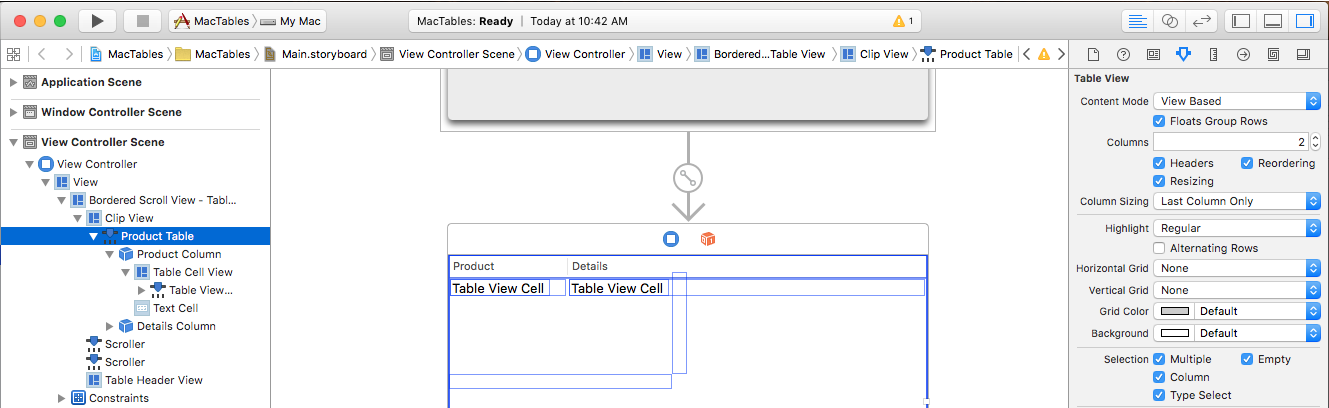 MacTables My Mac MacTables: Ready | Today at 10:42 AM 1
MacTables MacTables Main.storyboard View Controller Scene View Controller View Bordered...Table View Clip View Product Table
Application Scene
Window Controller Scene
View Controller Scene
View Controller
View
Bordered Scroll View - Tabl...
Clip View
Product Table
Product Column
Table Cell View
Table View...
Text Cell
Details Column
Scroller
Scroller
Table Header View
Constraints
Product Details
Table View Cell Table View Cell
Table View
Content Mode View Based
Floats Group Rows
Columns 2
Headers Reordering
Resizing
Column Sizing Last Column Only
Highlight Regular
Alternating Rows
Horizontal Grid None
Vertical Grid None
Grid Color Default
Background Default
Selection Multiple Empty
Column
Type Select